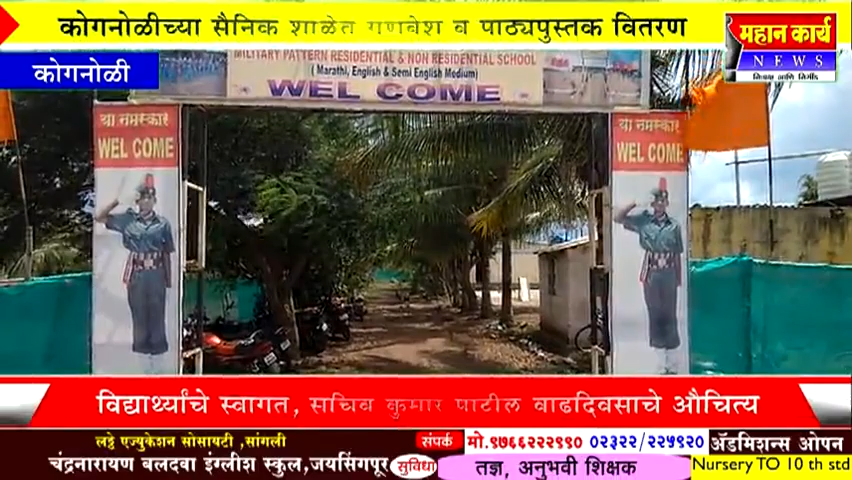 कोगनोळीच्या सैनिक शाळेत गणवेश व पाठ्यपुस्तक वितरण
महान कार्य
NEWS
कोगनोळी
MILITARY PATTERN RESIDENTIAL & NON RESIDENTIAL SCHOOL
( Marathi, English & Semi English Medium)
WEL COME
या नमस्कार
WEL COME
या नमस्कार
WEL COME
विद्यार्थ्यांचे स्वागत, सचिव कुमार पाटील वाढदिवसाचे औचित्य
लठ्ठे एज्युकेशन सोसायटी ,सांगली
चंद्रनारायण बलदवा इंग्लीश स्कुल,जयसिंगपूर
संपर्क मो.९७६६२२२९९० ०२३२२/२२५९२० ॲडमिशन्स ओपन
सुविधा तज्ञ, अनुभवी शिक्षक Nursery TO 10 th std